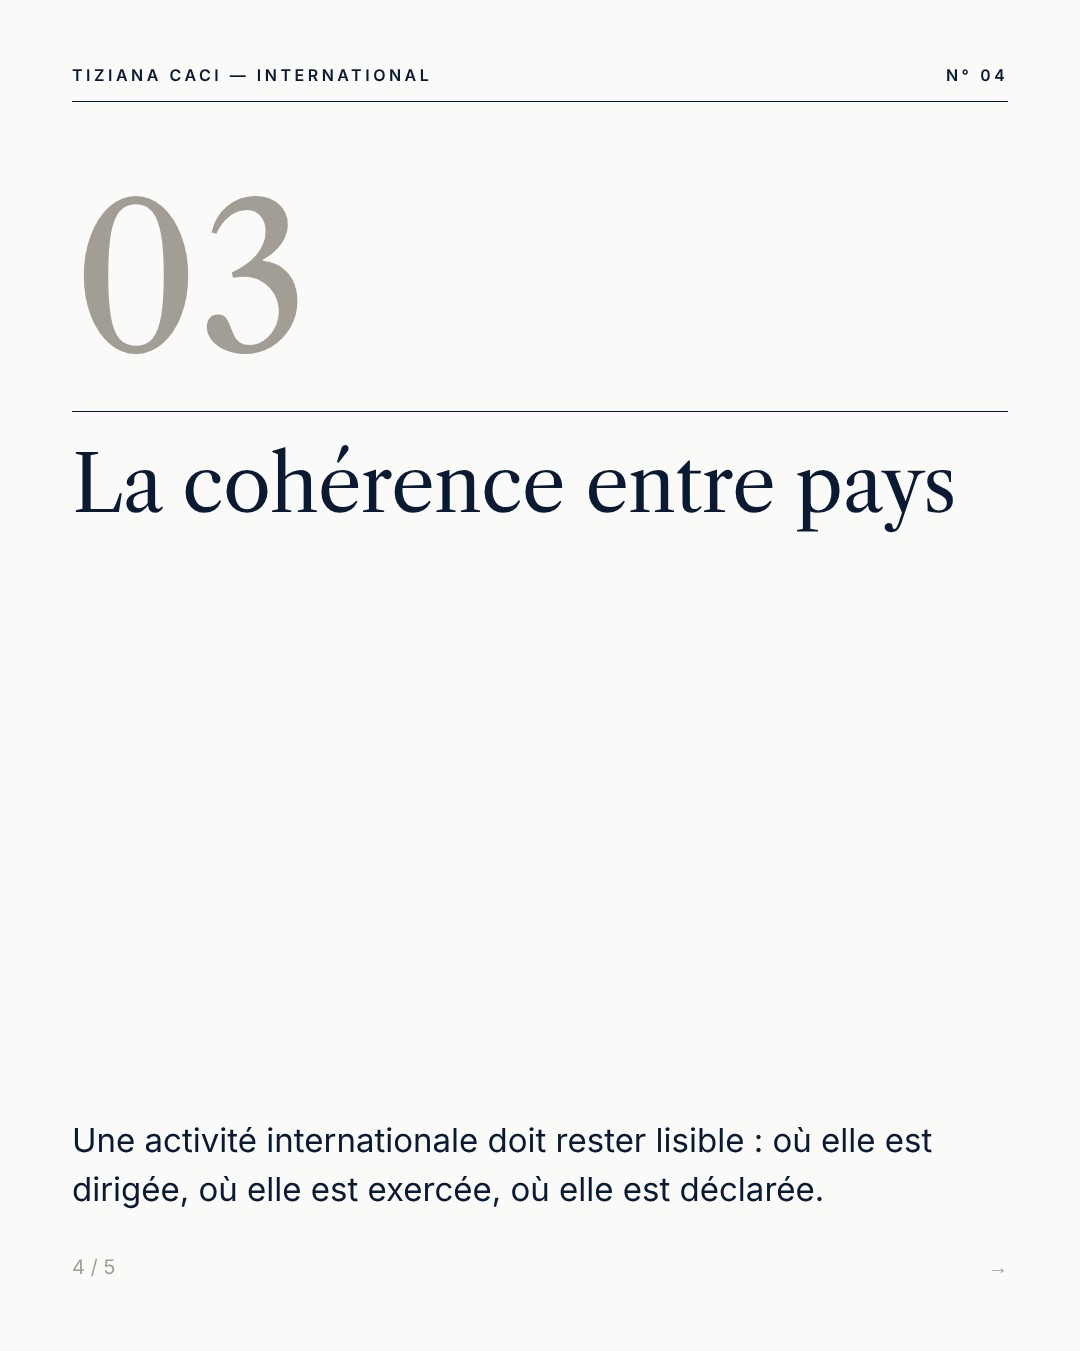 TIZIANA CACI — INTERNATIONAL
N° 04
03
La cohérence entre pays
Une activité internationale doit rester lisible : où elle est
dirigée, où elle est exercée, où elle est déclarée.
4 / 5
→